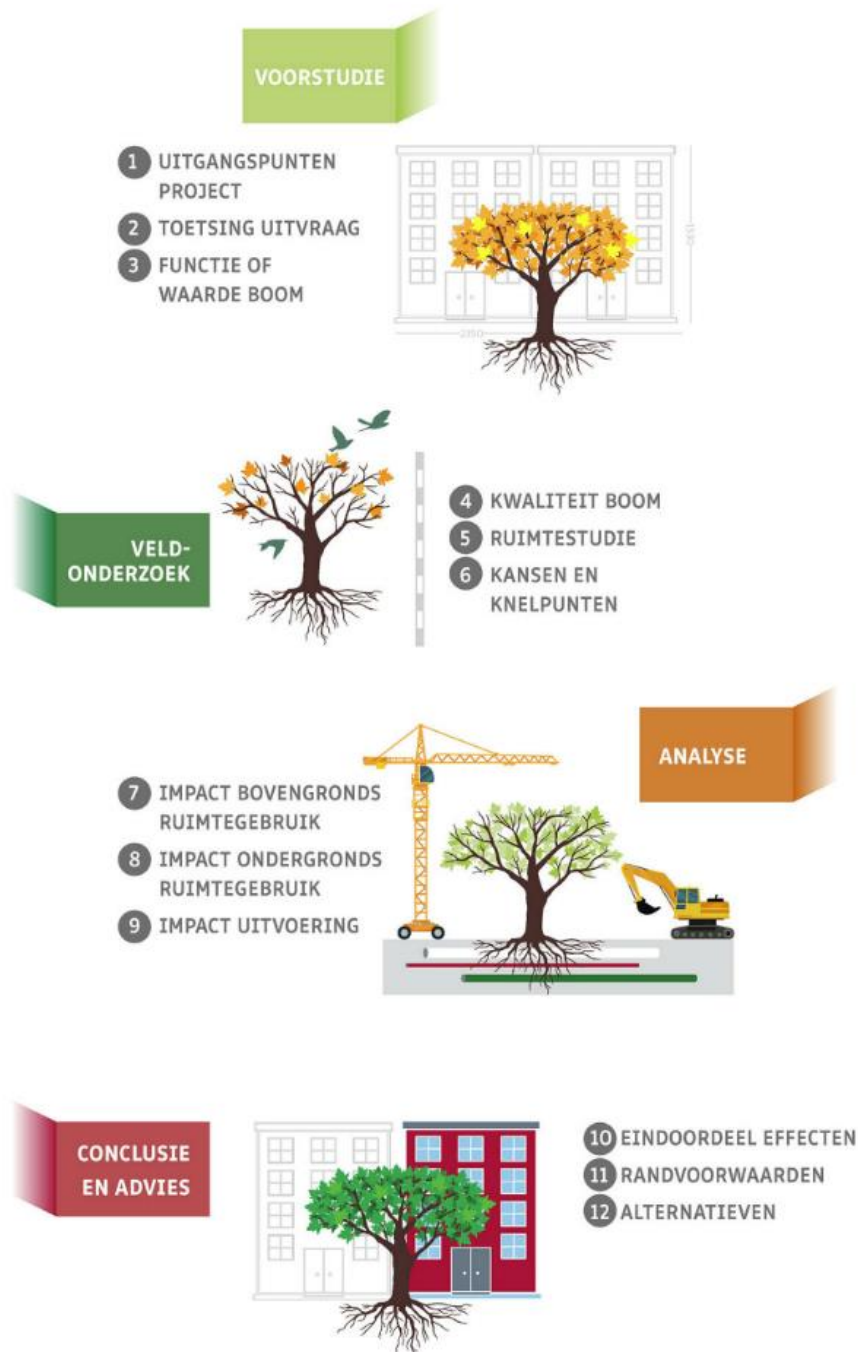 VOORSTUDIE
1 UITGANGSPUNTEN
PROJECT
2 TOETSING UITVRAAG
3 FUNCTIE OF
WAARDE BOOM
1530
2350
VELD-
ONDERZOEK
4 KWALITEIT BOOM
5 RUIMTESTUDIE
6 KANSEN EN
KNELPUNTEN
ANALYSE
7 IMPACT BOVENGRONDS
RUIMTEGEBRUIK
8 IMPACT ONDERGRONDS
RUIMTEGEBRUIK
9 IMPACT UITVOERING
CONCLUSIE
EN ADVIES
10 EINDOORDEEL EFFECTEN
11 RANDVOORWAARDEN
12 ALTERNATIEVEN